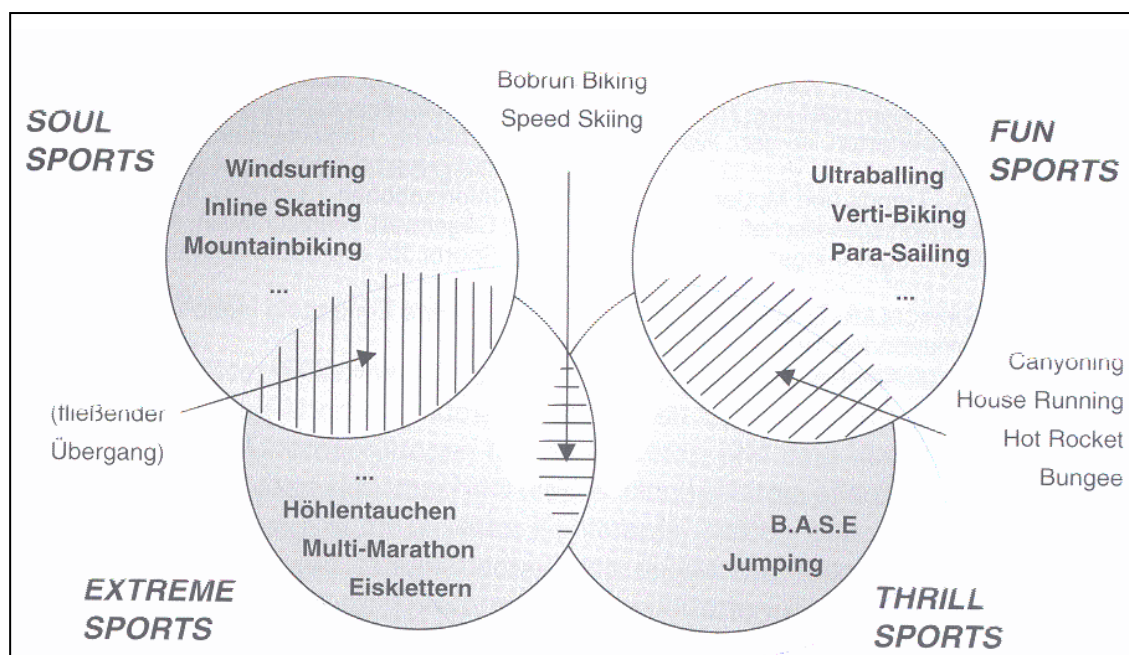 SOUL
SPORTS
Windsurfing
Inline Skating
Mountainbiking
...
Bobrun Biking
Speed Skiing
FUN
SPORTS
Ultraballing
Verti-Biking
Para-Sailing
...
(fließender
Übergang)
Canyoning
House Running
Hot Rocket
Bungee
...
Höhlentauchen
Multi-Marathon
Eisklettern
EXTREME
SPORTS
B.A.S.E
Jumping
THRILL
SPORTS